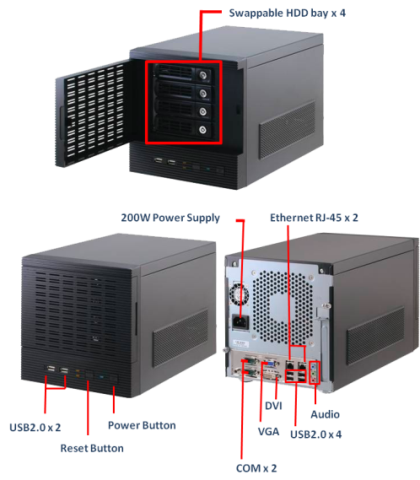 Swappable HDD bay x 4
200W Power Supply
Ethernet RJ-45 x 2
USB2.0 x 2
Reset Button
Power Button
COM x 2
VGA
DVI
USB2.0 x 4
Audio